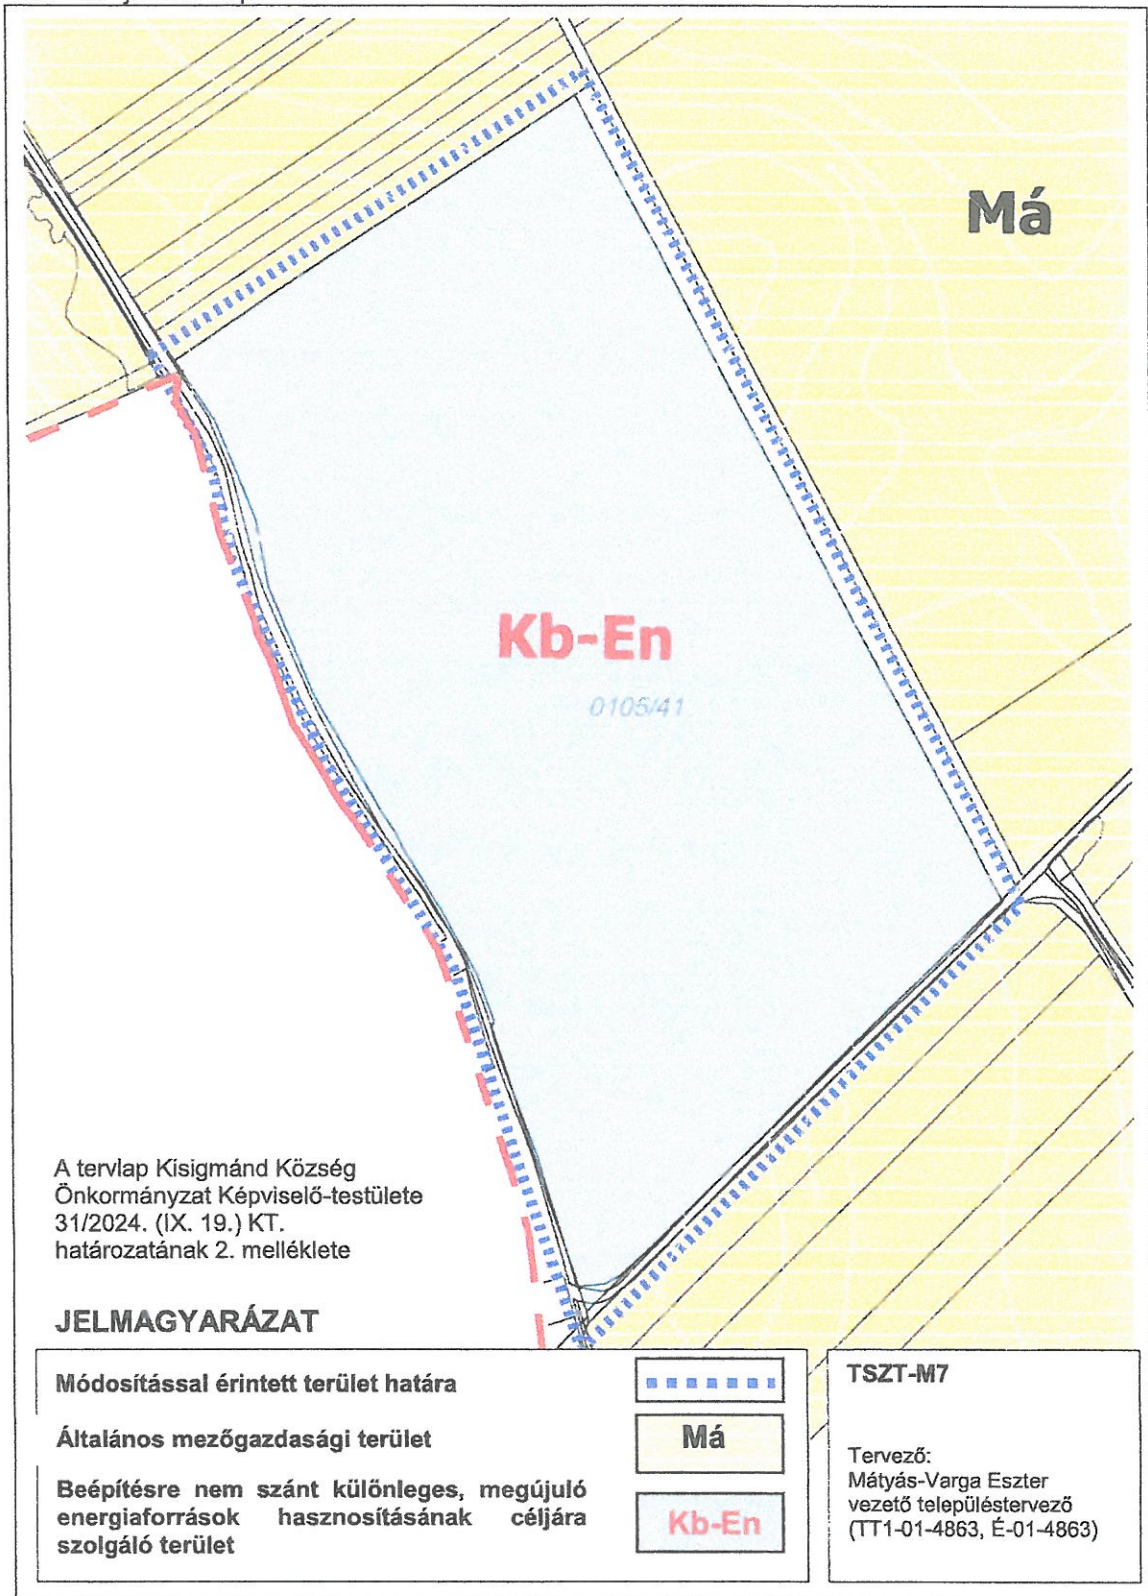 Má
Kb-En
0105/41
A tervlap Kisigmánd Község
Önkormányzat Képviselő-testülete
31/2024. (IX. 19.) KT.
határozatának 2. melléklete
JELMAGYARÁZAT
Módosítással érintett terület határa
Általános mezőgazdasági terület
Má
Beépítésre nem szánt különleges, megújuló
energiaforrások hasznosításának céljára
szolgáló terület
Kb-En
TSZT-M7
Tervező:
Mátyás-Varga Eszter
vezető településtervező
(TT1-01-4863, É-01-4863)